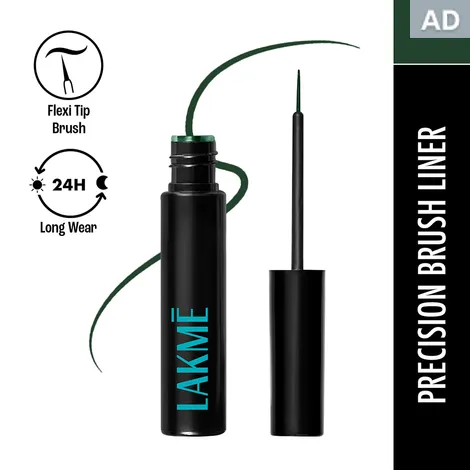 AD
Flexi Tip
Brush
24H
Long Wear
LAKMĒ
PRECISION BRUSH LINER